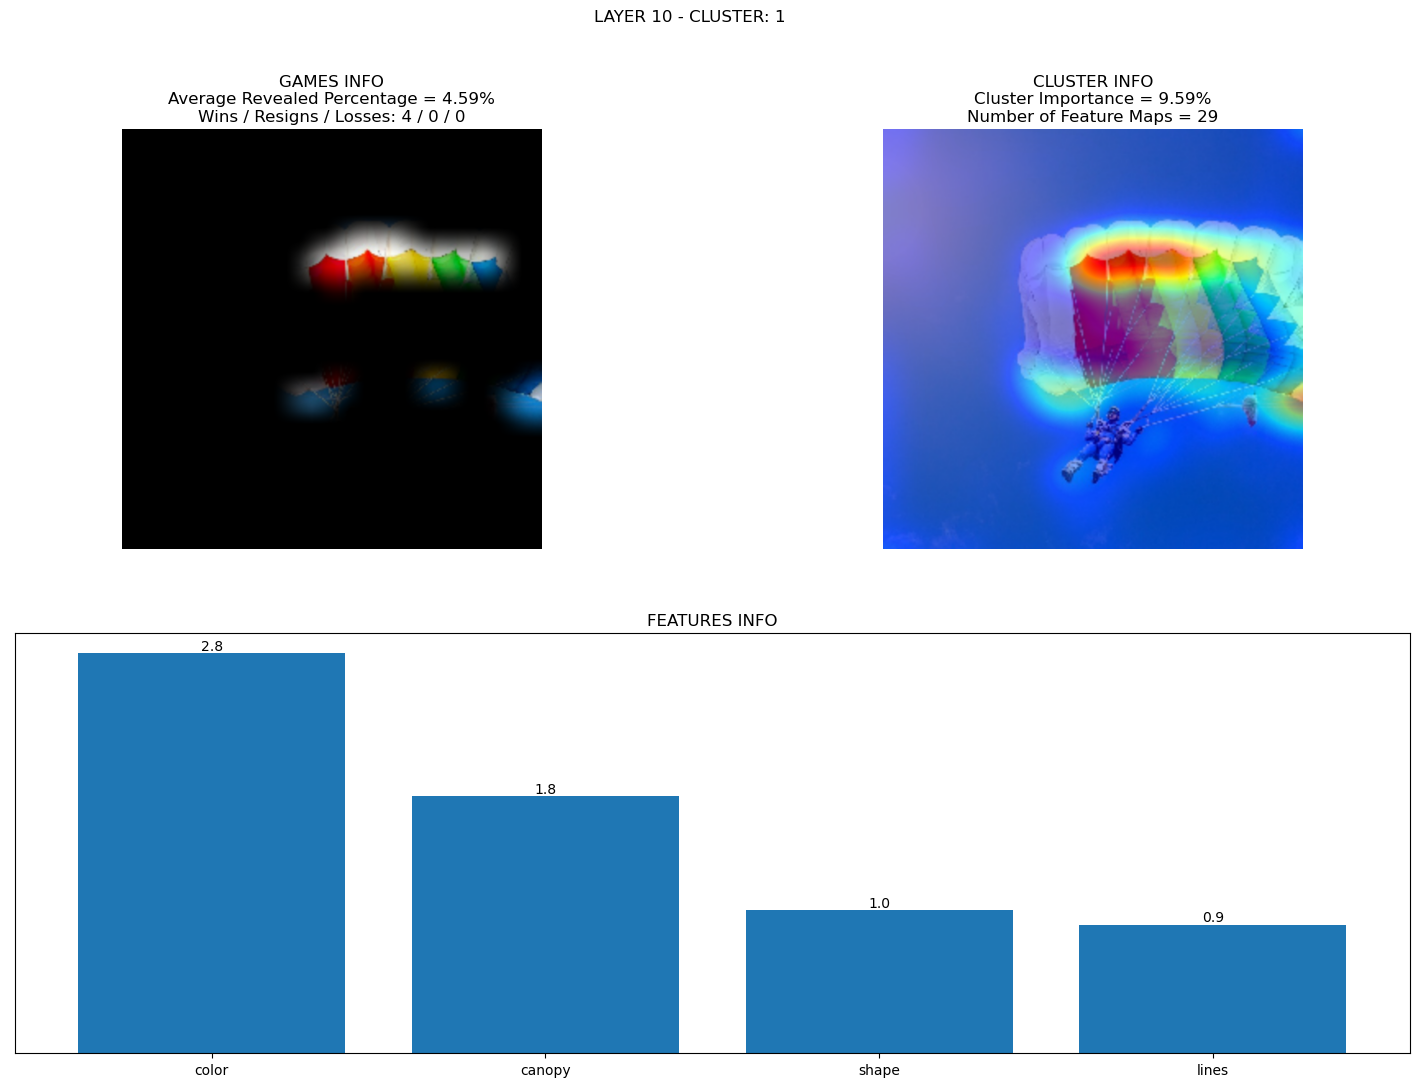 LAYER 10 - CLUSTER: 1
GAMES INFO
Average Revealed Percentage = 4.59%
Wins / Resigns / Losses: 4 / 0 / 0
CLUSTER INFO
Cluster Importance = 9.59%
Number of Feature Maps = 29
FEATURES INFO
2.8
1.8
1.0
0.9
color
canopy
shape
lines